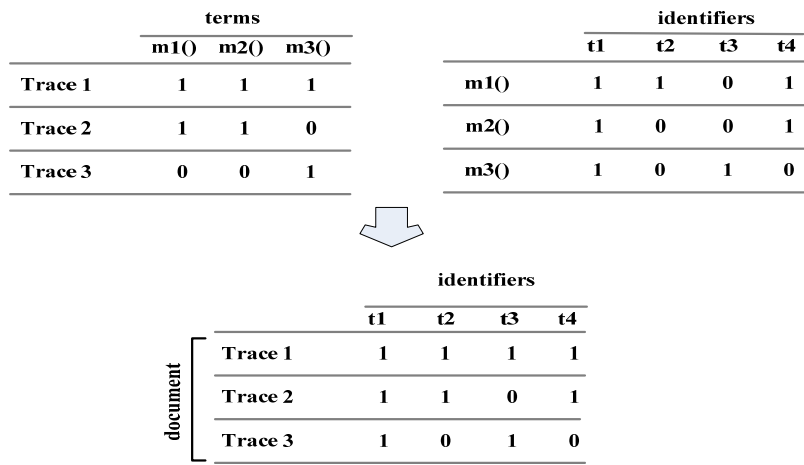 terms
m1() m2() m3()
Trace 1 1 1 1
Trace 2 1 1 0
Trace 3 0 0 1
identifiers
t1 t2 t3 t4
m1() 1 1 0 1
m2() 1 0 0 1
m3() 1 0 1 0
identifiers
t1 t2 t3 t4
document
Trace 1 1 1 1 1
Trace 2 1 1 0 1
Trace 3 1 0 1 0